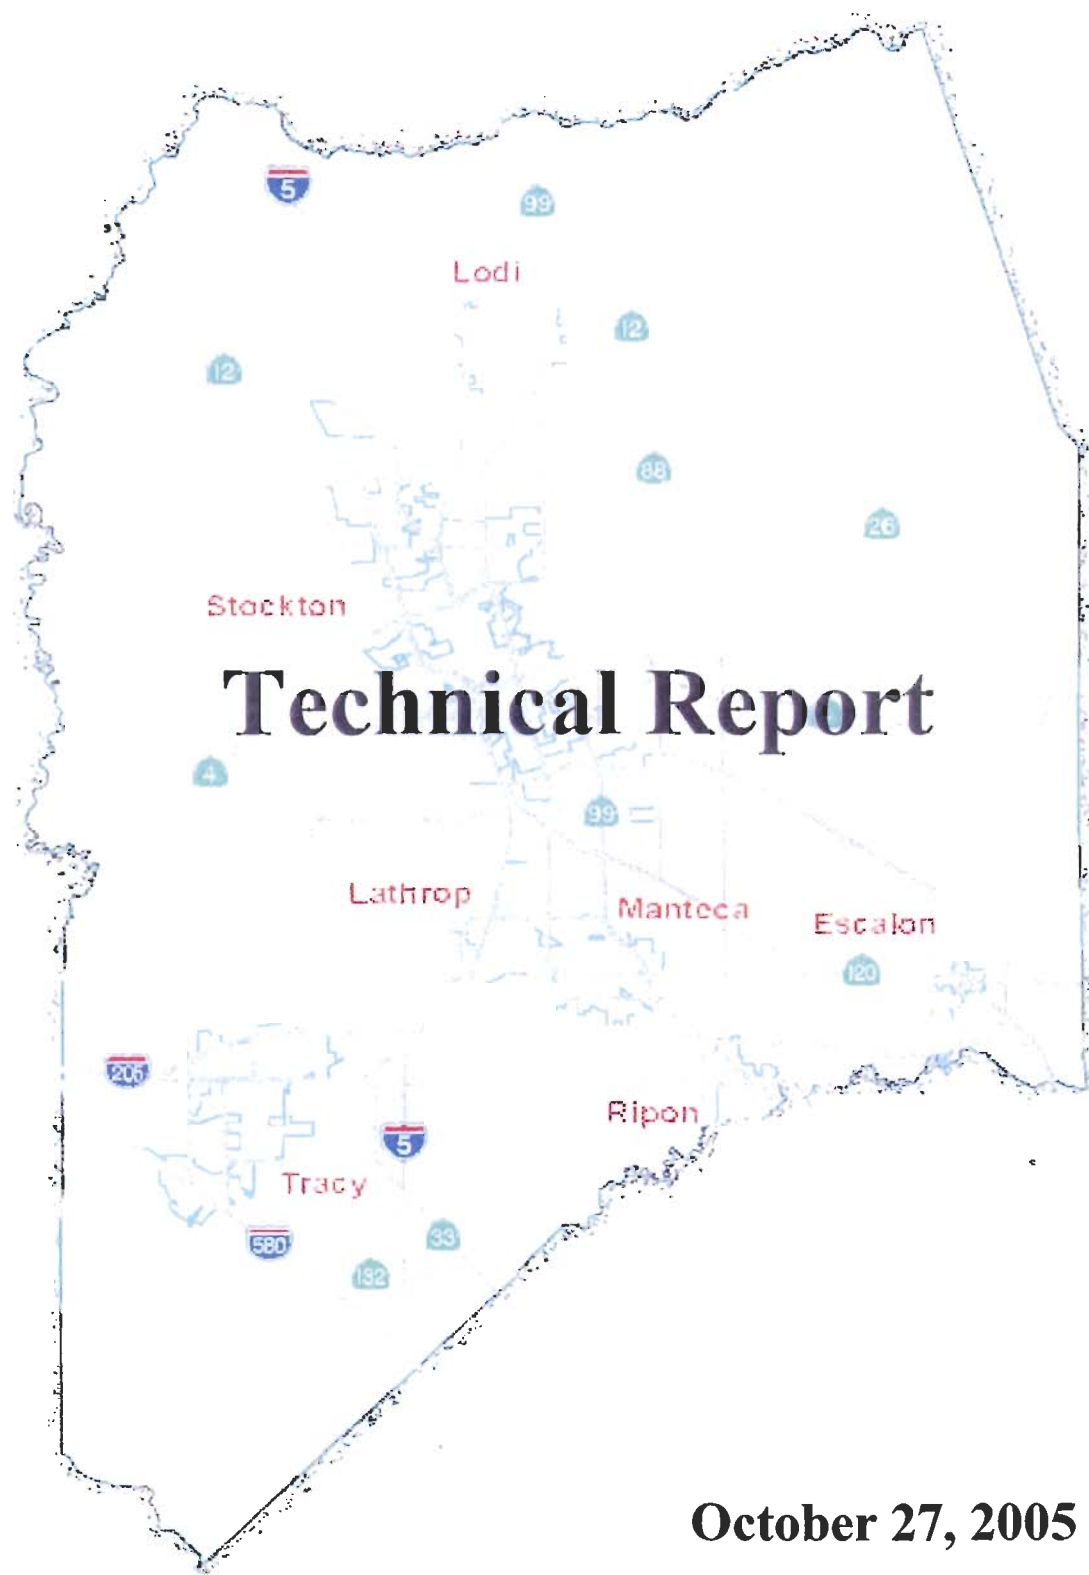 5
99
Lodi
12
12
88
26
Stockton
Technical Report
4
99
Lathrop
Manteca
Escalon
120
205
Ripon
5
Tracy
33
580
132
October 27, 2005